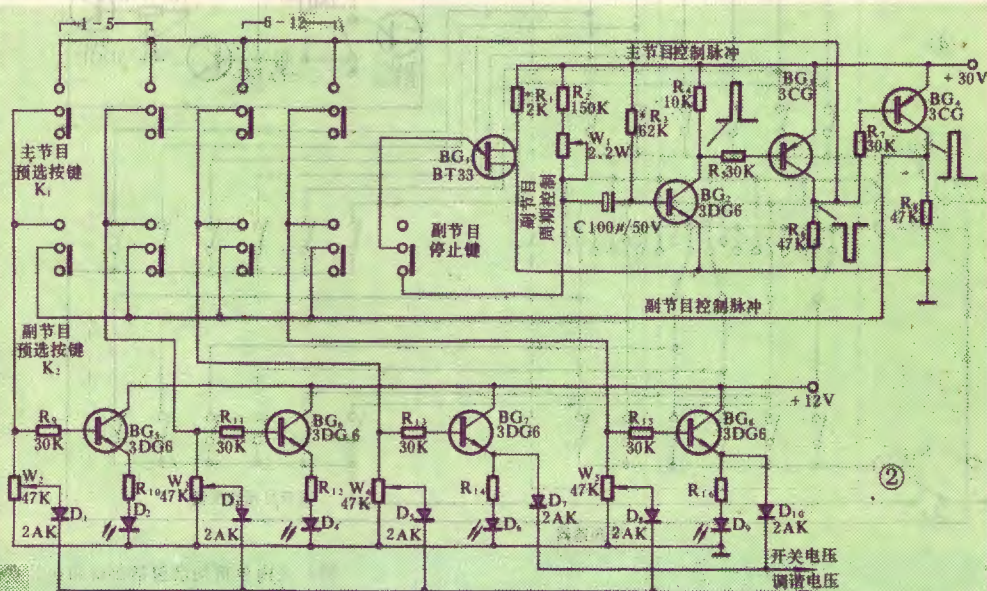 1-5
6-12
主节目控制脉冲
+30V
*R₁
2K
R₂
150K
*R₃
62K
R₄
10K
BG₃
3CG
BG₄
3CG
R₇
30K
W₁
2.2W
BG₁
BT33
R₅30K
主节目
预选按键
K₁
副节目
周期控制
BG₂
3DG6
副节目
停止键
C100μ/50V
R₆
47K
R₈
47K
副节目控制脉冲
副节目
预选按键
K₂
+12V
R₉
30K
BG₅
3DG6
R₁₁
30K
BG₆
3DG6
R₁₃
30K
BG₇
3DG6
R₁₅
30K
BG₈
3DG6
②
W₂
47K
R₁₀
W₃
47K
R₁₂
W₄
47K
R₁₄
W₅
47K
R₁₆
D₁
2AK
D₂
D₃
2AK
D₄
D₅
2AK
D₆
D₇
2AK
D₈
2AK
D₉
D₁₀
2AK
开关电压
调谐电压